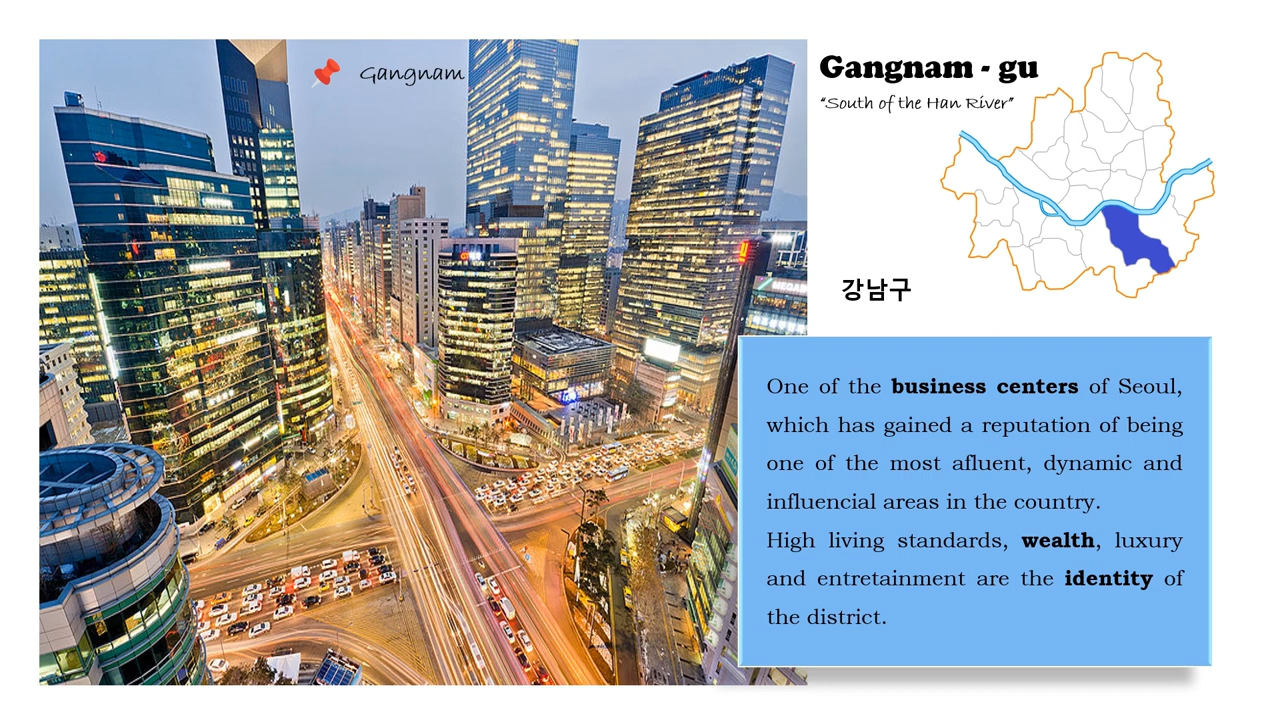 Gangnam
Gangnam - gu
“South of the Han River”
강남구
One of the business centers of Seoul,
which has gained a reputation of being
one of the most afluent, dynamic and
influencial areas in the country.
High living standards, wealth, luxury
and entretainment are the identity of
the district.